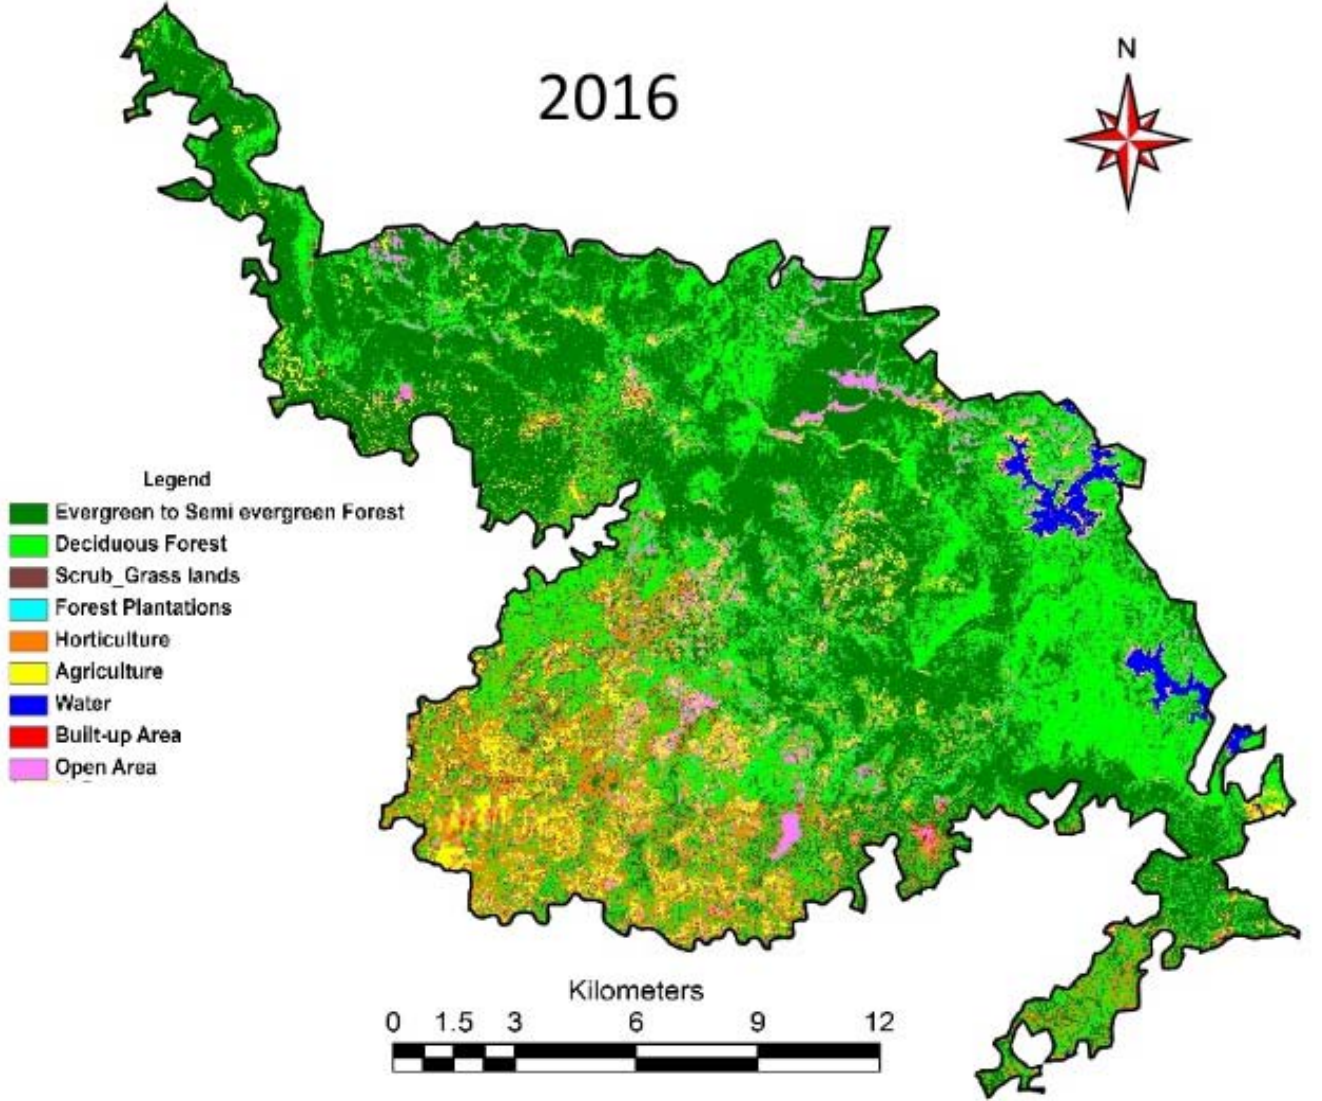 2016
N
Legend
Evergreen to Semi evergreen Forest
Deciduous Forest
Scrub_Grass lands
Forest Plantations
Horticulture
Agriculture
Water
Built-up Area
Open Area
Kilometers
0 1.5 3 6 9 12